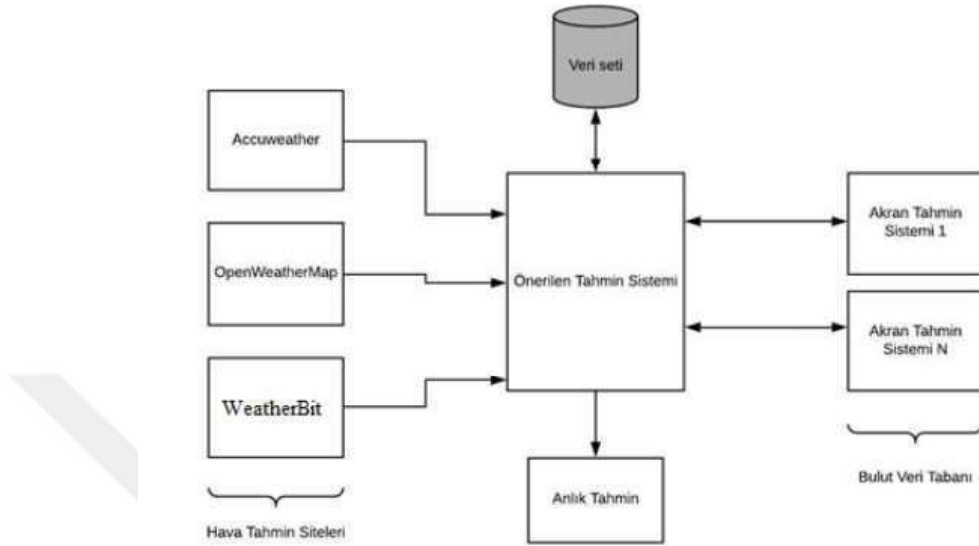 Veri seti
Accuweather
OpenWeatherMap
WeatherBit
Hava Tahmin Siteleri
Önerilen Tahmin Sistemi
Anlık Tahmin
Akran Tahmin
Sistemi 1
Akran Tahmin
Sistemi N
Bulut Veri Tabanı